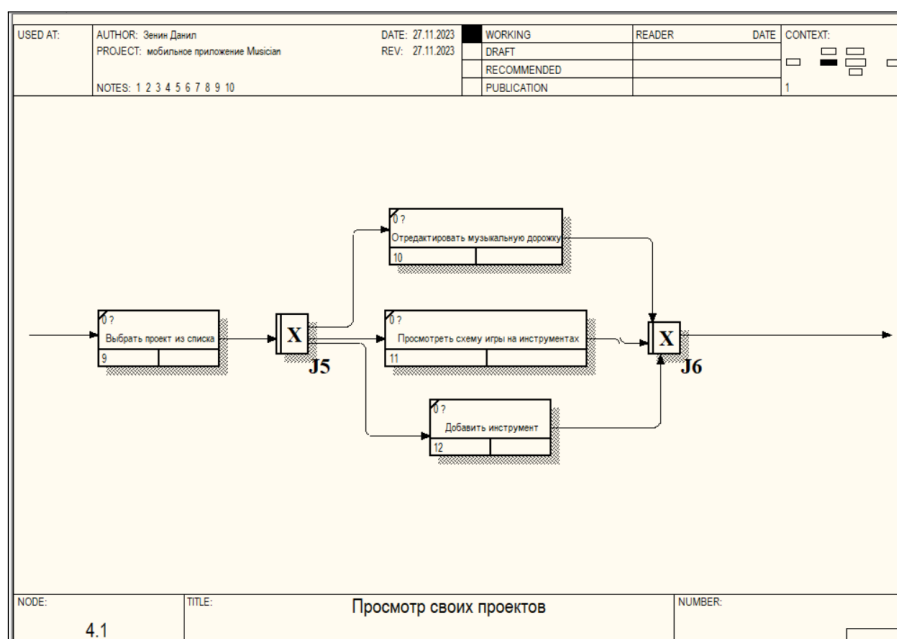 USED AT:
AUTHOR: Зенин Данил
DATE: 27.11.2023
PROJECT: мобильное приложение Musician
REV: 27.11.2023
NOTES: 1 2 3 4 5 6 7 8 9 10
WORKING
DRAFT
RECOMMENDED
PUBLICATION
READER DATE
CONTEXT:
1
0 ?
Отредактировать музыкальную дорожку
10
0 ?
Выбрать проект из списка
9
X
J5
0 ?
Просмотреть схему игры на инструментах
11
X
J6
0 ?
Добавить инструмент
12
NODE:
4.1
TITLE:
Просмотр своих проектов
NUMBER: